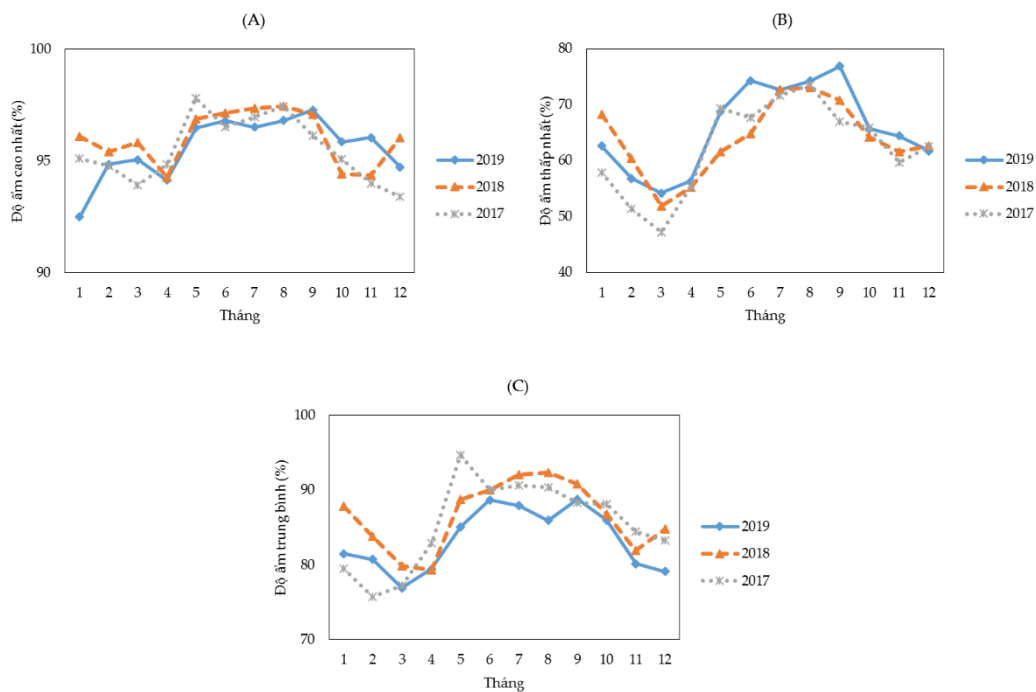 (A)
Độ ẩm cao nhất (%)
100
95
90
1 2 3 4 5 6 7 8 9 10 11 12
Tháng
2019
2018
2017
(B)
Độ ẩm thấp nhất (%)
80
70
60
50
40
1 2 3 4 5 6 7 8 9 10 11 12
Tháng
2019
2018
2017
(C)
Độ ẩm trung bình (%)
100
90
80
70
1 2 3 4 5 6 7 8 9 10 11 12
Tháng
2019
2018
2017